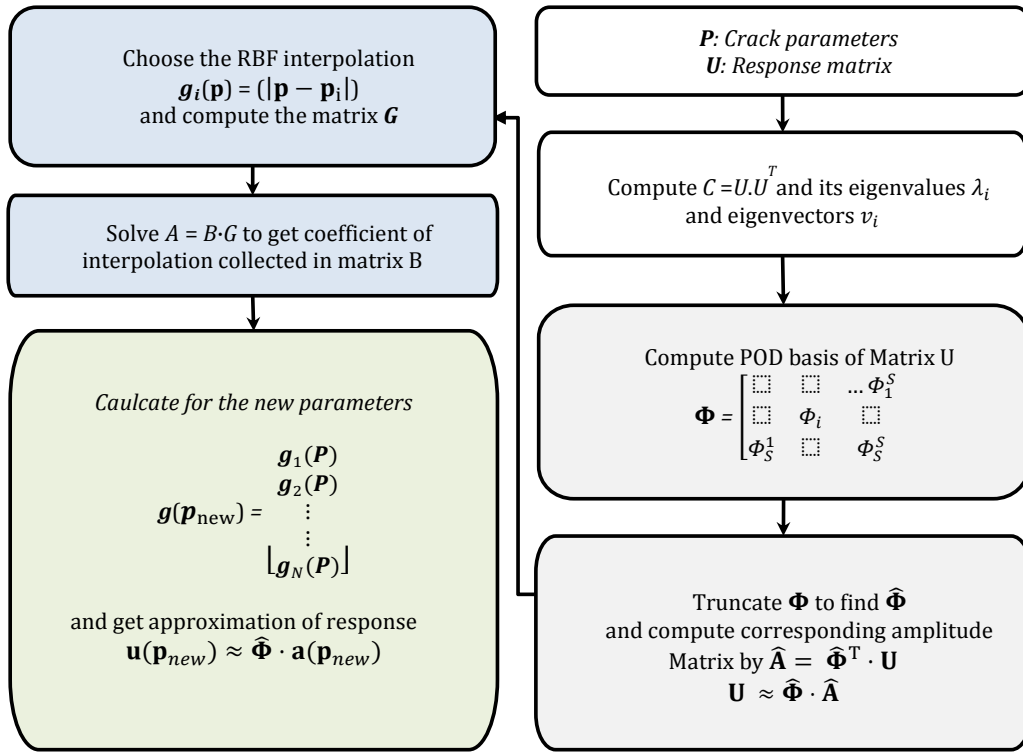 P: Crack parameters
U: Response matrix
Compute C =U.U^T and its eigenvalues λ_i
and eigenvectors v_i
Compute POD basis of Matrix U
Φ = [⬚ ⬚ … Φ_1^S
⬚ Φ_i ⬚
Φ_S^1 ⬚ Φ_S^S
Truncate Φ to find Φ̂
and compute corresponding amplitude
Matrix by Â = Φ̂^T · U
U ≈ Φ̂ · Â
Choose the RBF interpolation
g_i(p) = (|p − p_i|)
and compute the matrix G
Solve A = B·G to get coefficient of
interpolation collected in matrix B
Caulcate for the new parameters
g_1(P)
g_2(P)
g(p_new) = ⋮
⋮
⌊g_N(P)⌋
and get approximation of response
u(p_new) ≈ Φ̂ · a(p_new)